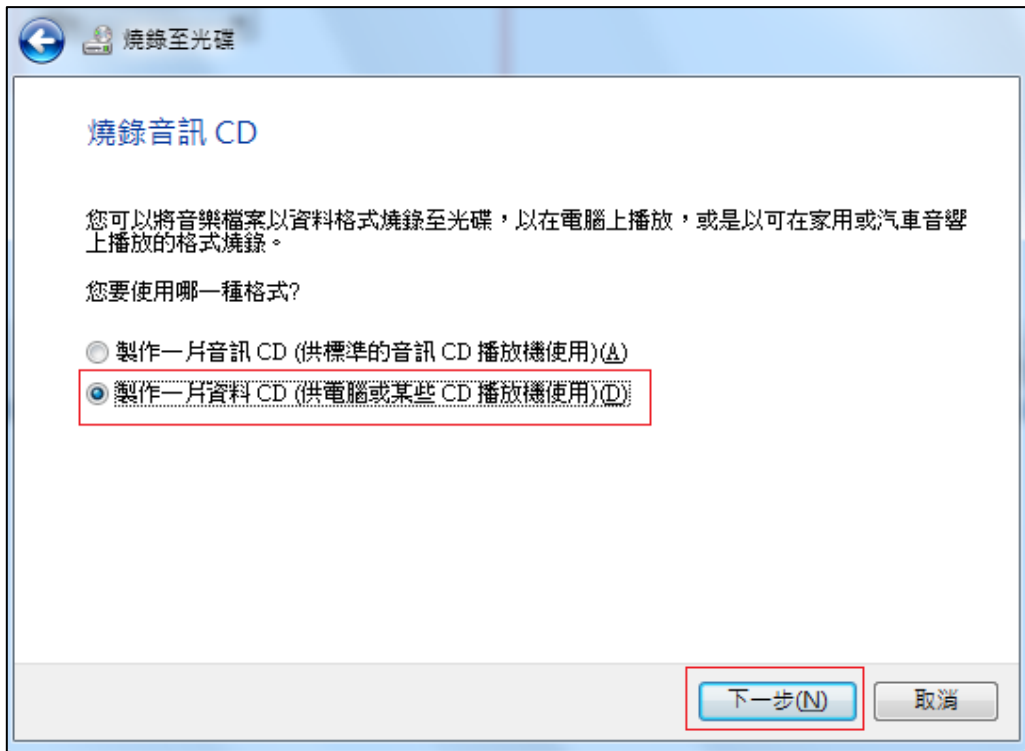 燒錄至光碟
燒錄音訊 CD
您可以將音樂檔案以資料格式燒錄至光碟，以在電腦上播放，或是以可在家用或汽車音響
上播放的格式燒錄。
您要使用哪一種格式?
製作一片音訊 CD (供標準的音訊 CD 播放機使用)(A)
製作一片資料 CD (供電腦或某些 CD 播放機使用)(D)
下一步(N) 取消